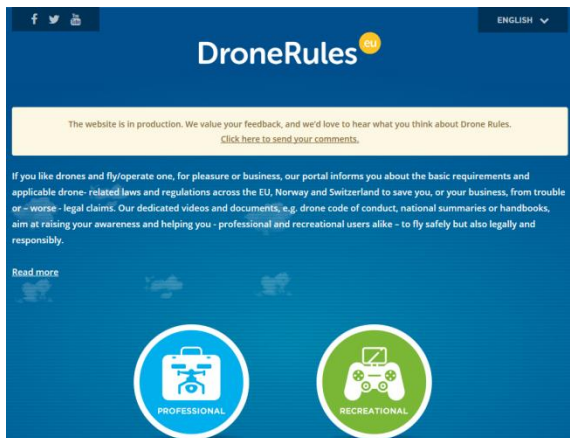 ENGLISH
DroneRules eu
The website is in production. We value your feedback, and we'd love to hear what you think about Drone Rules.
Click here to send your comments.
If you like drones and fly/operate one, for pleasure or business, our portal informs you about the basic requirements and
applicable drone- related laws and regulations across the EU, Norway and Switzerland to save you, or your business, from trouble
or – worse - legal claims. Our dedicated videos and documents, e.g. drone code of conduct, national summaries or handbooks,
aim at raising your awareness and helping you - professional and recreational users alike – to fly safely but also legally and
responsibly.
Read more
PROFESSIONAL
RECREATIONAL